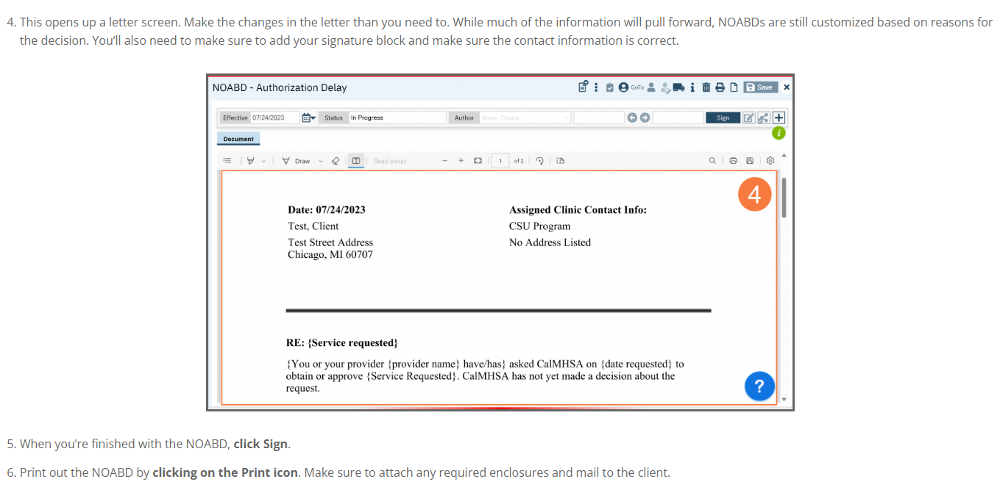 4. This opens up a letter screen. Make the changes in the letter than you need to. While much of the information will pull forward, NOABDs are still customized based on reasons for
the decision. You’ll also need to make sure to add your signature block and make sure the contact information is correct.
NOABD - Authorization Delay
GoTo
Save
Effective 07/24/2023 Status In Progress Author Rowe, Charla Sign
Document
Draw Read aloud 1 of 2
4
Date: 07/24/2023 Assigned Clinic Contact Info:
Test, Client CSU Program
Test Street Address No Address Listed
Chicago, MI 60707
RE: {Service requested}
{You or your provider {provider name} have/has} asked CalMHSA on {date requested} to
obtain or approve {Service Requested}. CalMHSA has not yet made a decision about the
request.
?
5. When you’re finished with the NOABD, click Sign.
6. Print out the NOABD by clicking on the Print icon. Make sure to attach any required enclosures and mail to the client.